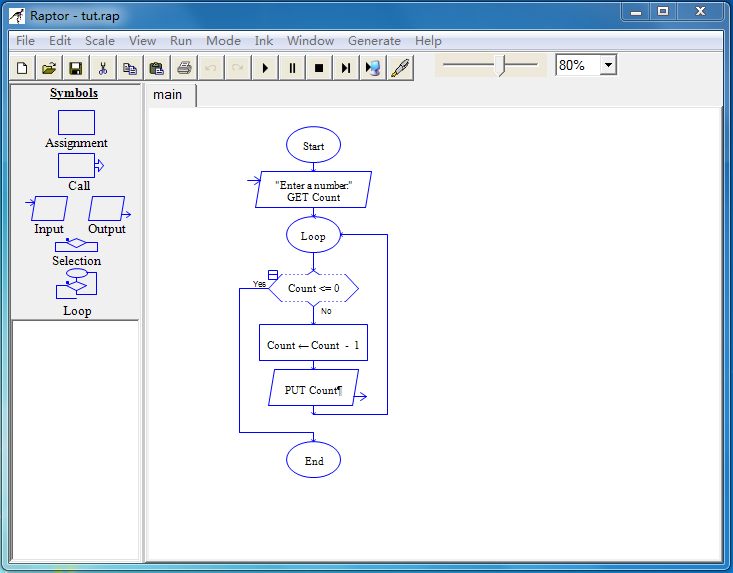 Raptor - tut.rap
File Edit Scale View Run Mode Ink Window Generate Help
80%
Symbols
main
Assignment
Call
Input Output
Selection
Loop
Start
"Enter a number:"
GET Count
Loop
Yes
Count <= 0
No
Count ← Count - 1
PUT Count¶
End